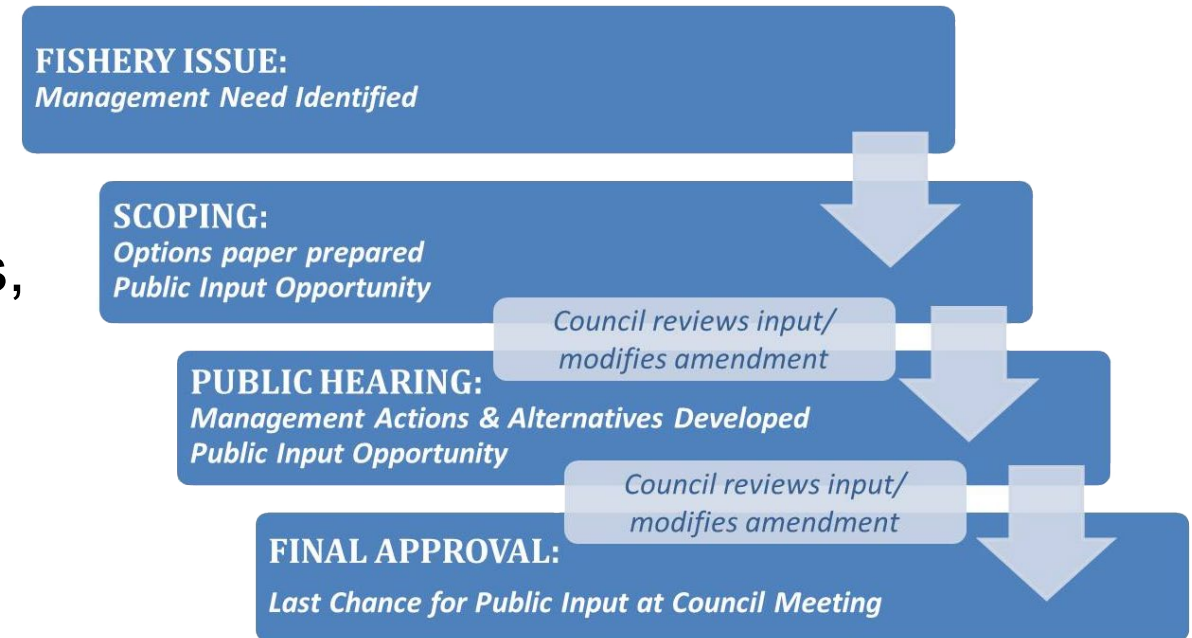 FISHERY ISSUE:
Management Need Identified
SCOPING:
Options paper prepared
Public Input Opportunity
s,
Council reviews input/
modifies amendment
PUBLIC HEARING:
Management Actions & Alternatives Developed
Public Input Opportunity
Council reviews input/
modifies amendment
FINAL APPROVAL:
Last Chance for Public Input at Council Meeting